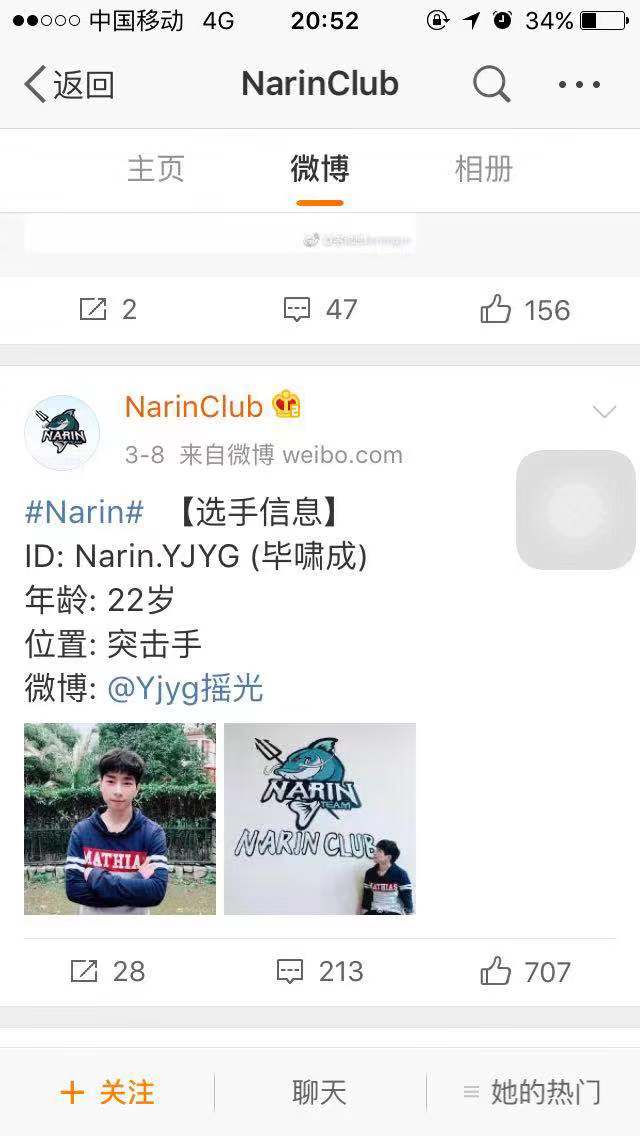 中国移动 4G 20:52 34%
返回 NarinClub
主页 微博 相册
2 47 156
NarinClub
NARIN
3-8 来自微博 weibo.com
#Narin# 【选手信息】
ID: Narin.YJYG (毕啸成)
年龄: 22岁
位置: 突击手
微博: @Yjyg摇光
NARIN
TEAM
NARIN CLUB
MATHIAS
MATHIAS
28 213 707
关注 聊天 她的热门